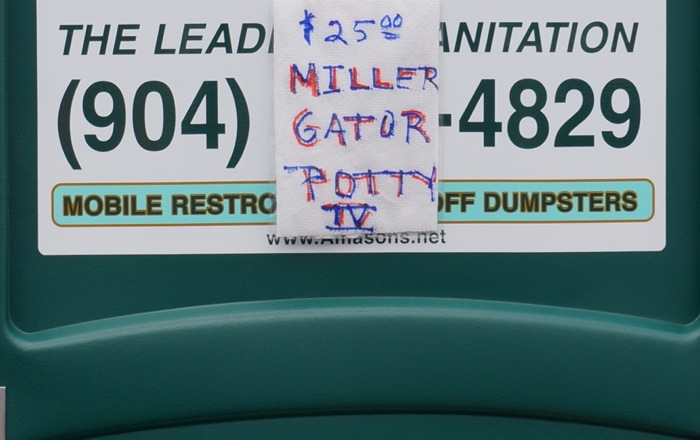 THE LEAD ANITATION
(904) -4829
MOBILE RESTRO OFF DUMPSTERS
www.Amasons.net
$25.00
MILLER
GATOR
POTTY
IV